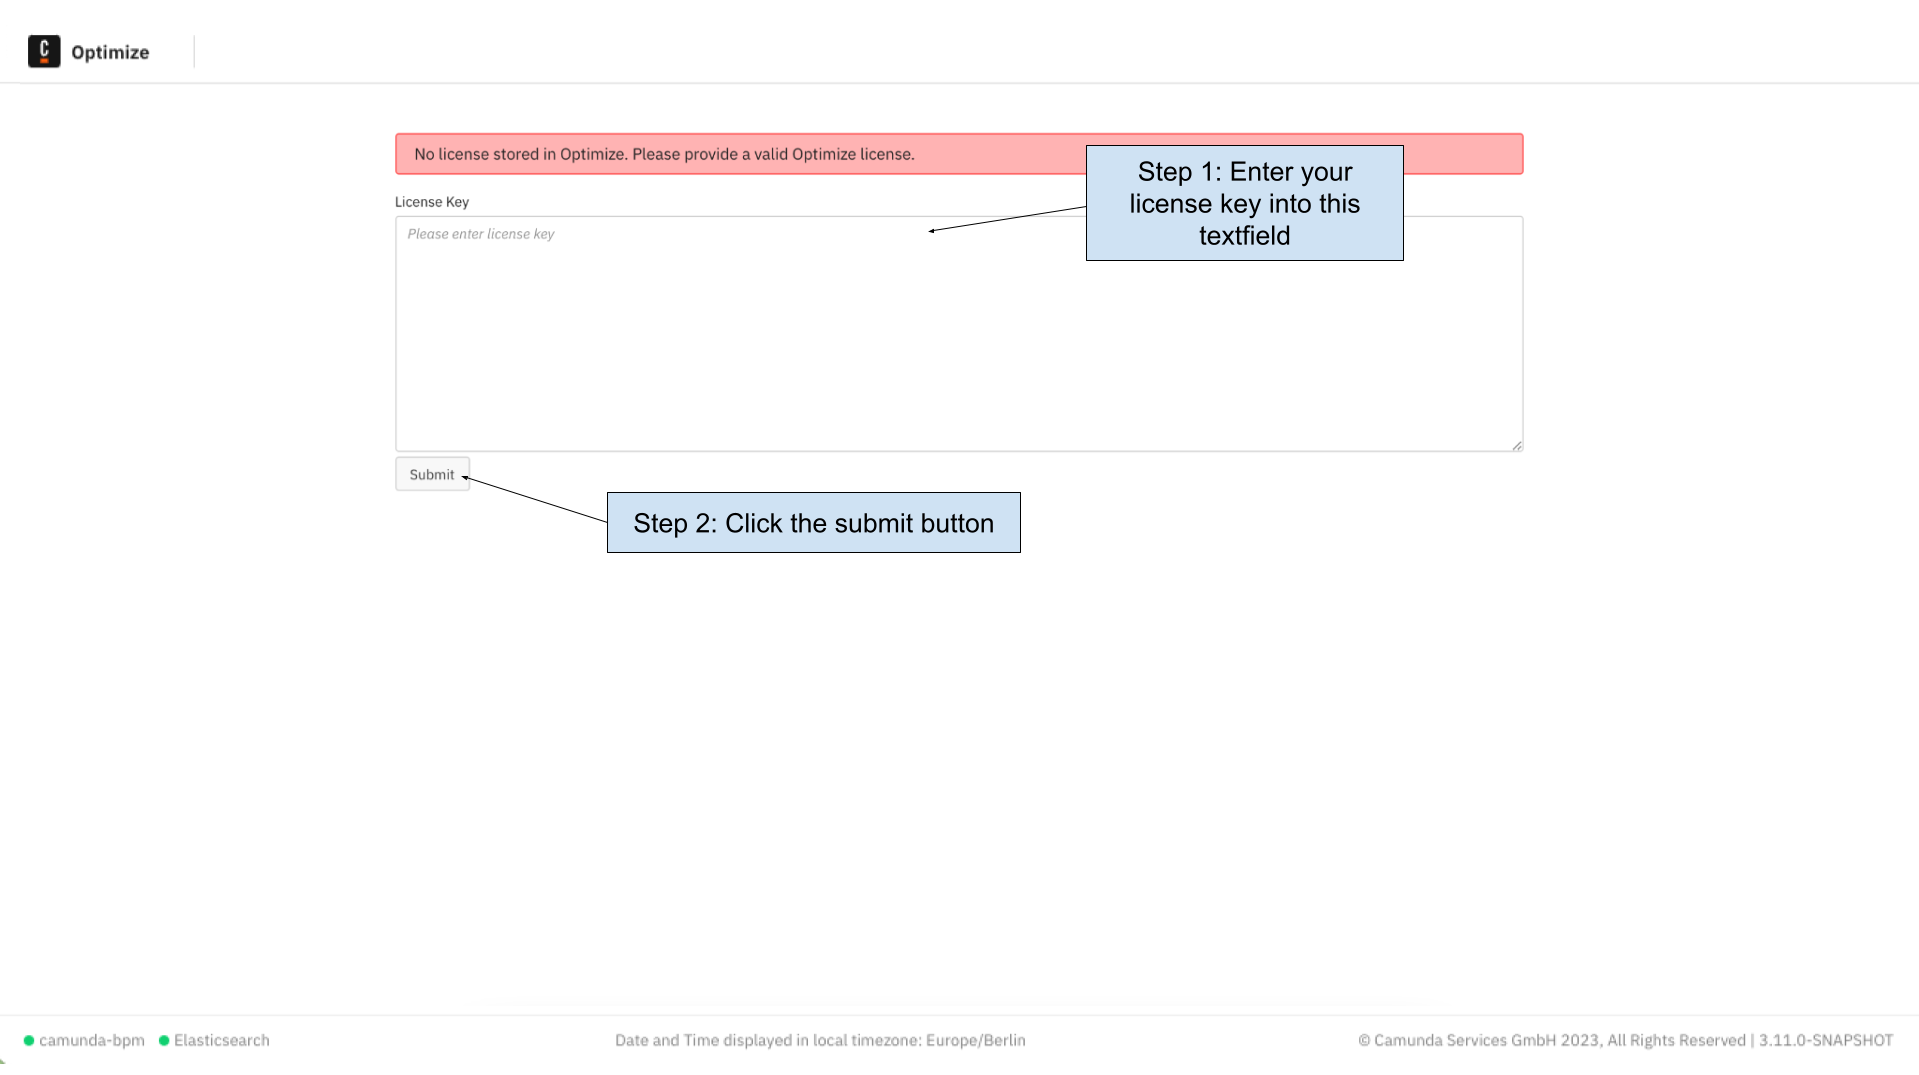 Optimize
No license stored in Optimize. Please provide a valid Optimize license.
Step 1: Enter your
license key into this
textfield
License Key
Please enter license key
Submit
Step 2: Click the submit button
camunda-bpm Elasticsearch
Date and Time displayed in local timezone: Europe/Berlin
© Camunda Services GmbH 2023, All Rights Reserved | 3.11.0-SNAPSHOT